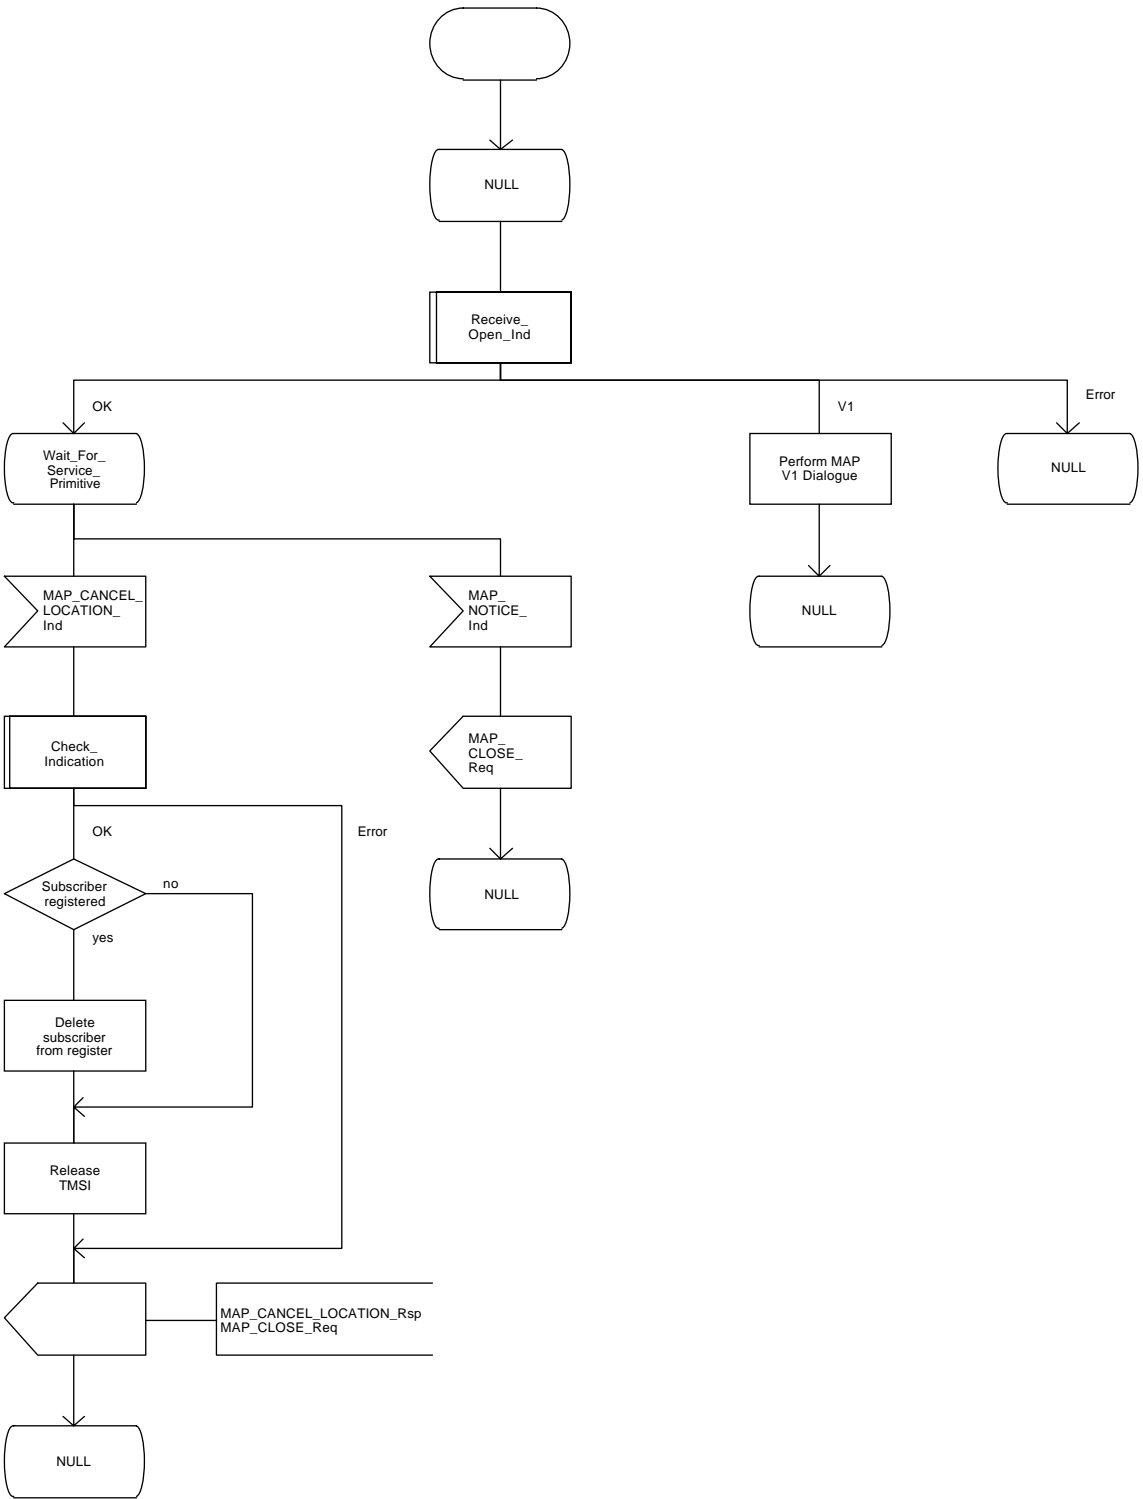 NULL
Receive_
Open_Ind
OK
V1
Error
Wait_For_
Service_
Primitive
Perform MAP
V1 Dialogue
NULL
MAP_CANCEL_
LOCATION_
Ind
MAP_
NOTICE_
Ind
NULL
Check_
Indication
MAP_
CLOSE_
Req
OK
Error
Subscriber
registered
no
yes
NULL
Delete
subscriber
from register
Release
TMSI
MAP_CANCEL_LOCATION_Rsp
MAP_CLOSE_Req
NULL